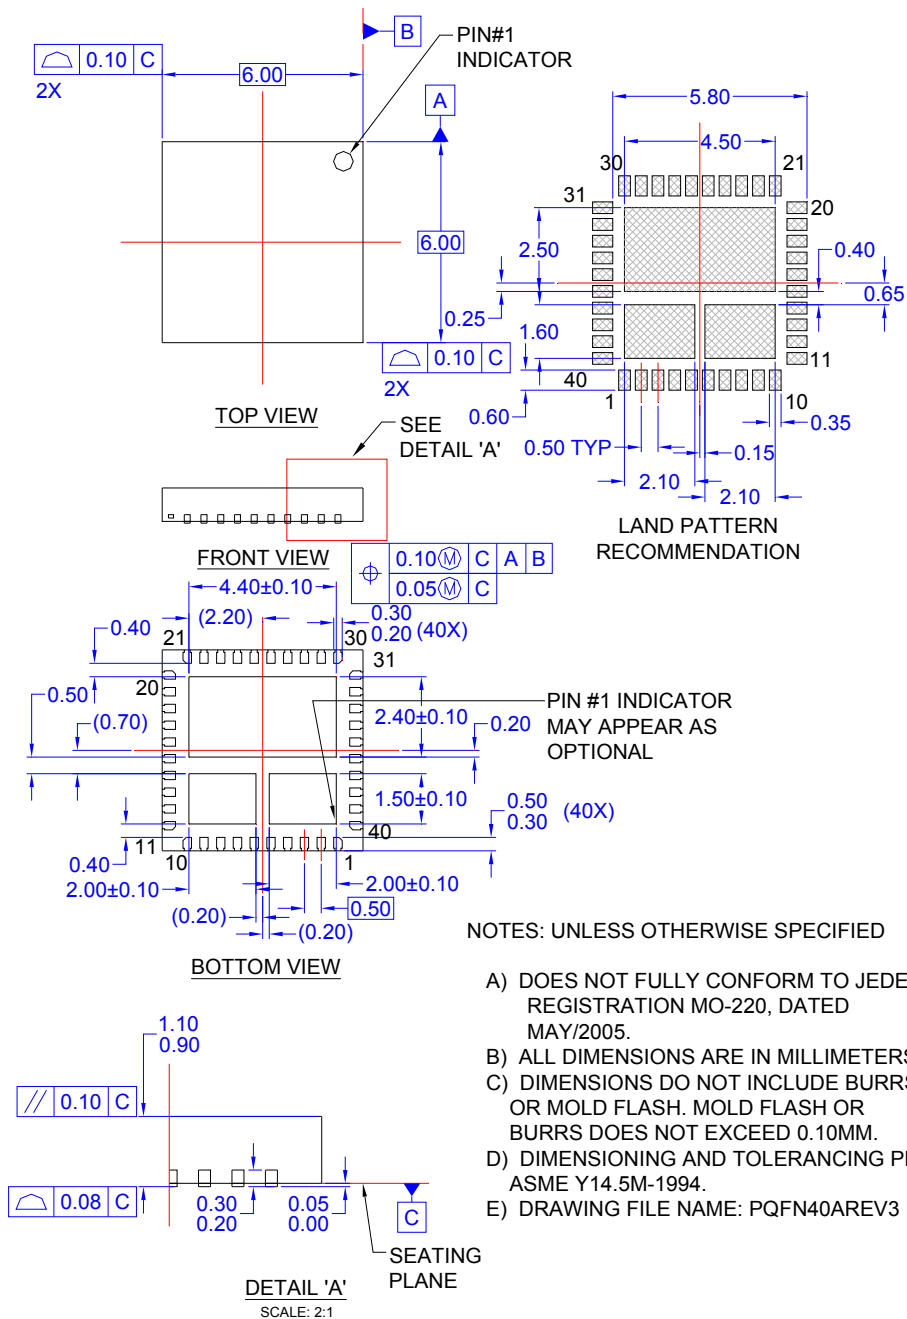 0.10 C
2X
6.00
B
PIN#1
INDICATOR
A
6.00
0.10 C
2X
TOP VIEW
5.80
4.50
30
21
31
20
2.50
0.40
0.65
0.25
1.60
40
11
1
10
0.60
0.35
0.50 TYP
0.15
2.10
2.10
LAND PATTERN
RECOMMENDATION
SEE
DETAIL 'A'
FRONT VIEW
0.10 Ⓜ C A B
0.05 Ⓜ C
4.40±0.10
(2.20)
0.30
0.20 (40X)
0.40
21
30
31
20
0.50
(0.70)
2.40±0.10
0.20
PIN #1 INDICATOR
MAY APPEAR AS
OPTIONAL
1.50±0.10
0.50
0.30 (40X)
40
11
10
1
0.40
2.00±0.10
2.00±0.10
(0.20)
0.50
(0.20)
BOTTOM VIEW
NOTES: UNLESS OTHERWISE SPECIFIED
A) DOES NOT FULLY CONFORM TO JEDE
REGISTRATION MO-220, DATED
MAY/2005.
B) ALL DIMENSIONS ARE IN MILLIMETERS
C) DIMENSIONS DO NOT INCLUDE BURRS
OR MOLD FLASH. MOLD FLASH OR
BURRS DOES NOT EXCEED 0.10MM.
D) DIMENSIONING AND TOLERANCING P
ASME Y14.5M-1994.
E) DRAWING FILE NAME: PQFN40AREV3
1.10
0.90
// 0.10 C
0.08 C
0.30
0.20
0.05
0.00
C
SEATING
PLANE
DETAIL 'A'
SCALE: 2:1